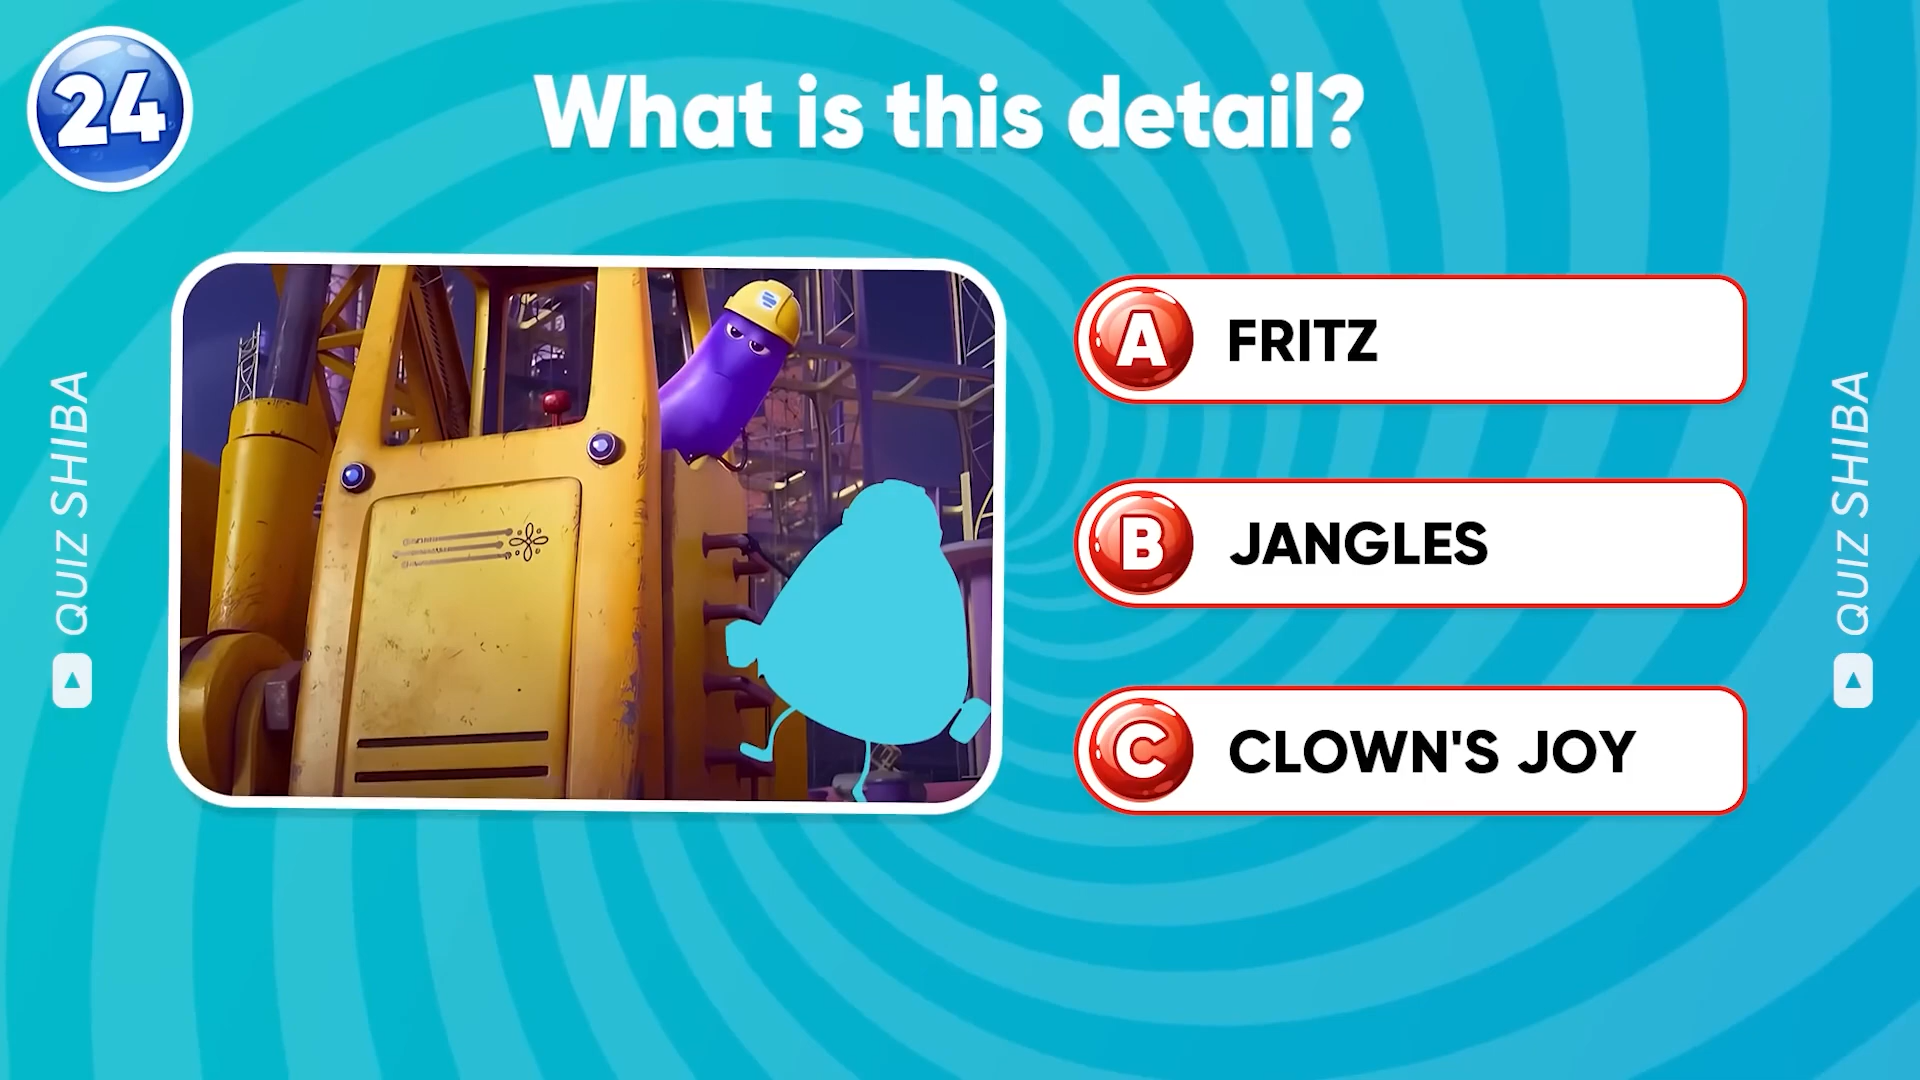 24
What is this detail?
A FRITZ
B JANGLES
C CLOWN'S JOY
QUIZ SHIBA
QUIZ SHIBA